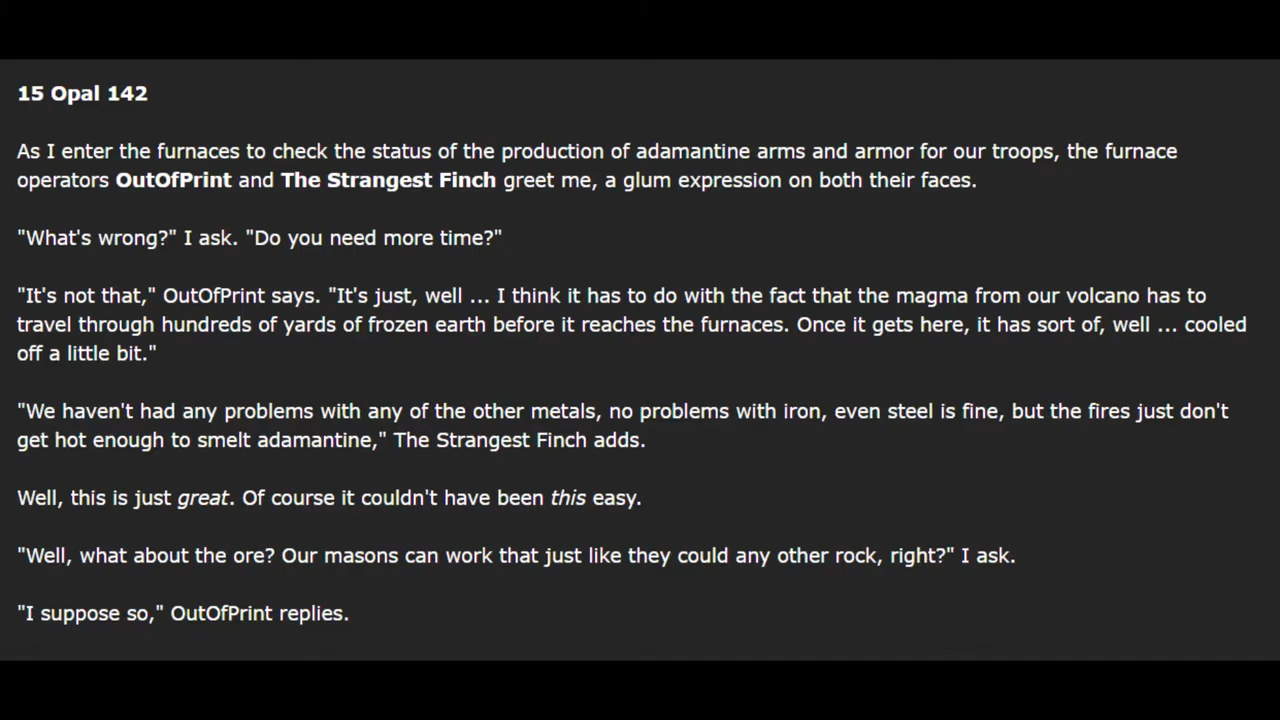 15 Opal 142
As I enter the furnaces to check the status of the production of adamantine arms and armor for our troops, the furnace
operators OutOfPrint and The Strangest Finch greet me, a glum expression on both their faces.
"What's wrong?" I ask. "Do you need more time?"
"It's not that," OutOfPrint says. "It's just, well ... I think it has to do with the fact that the magma from our volcano has to
travel through hundreds of yards of frozen earth before it reaches the furnaces. Once it gets here, it has sort of, well ... cooled
off a little bit."
"We haven't had any problems with any of the other metals, no problems with iron, even steel is fine, but the fires just don't
get hot enough to smelt adamantine," The Strangest Finch adds.
Well, this is just great. Of course it couldn't have been this easy.
"Well, what about the ore? Our masons can work that just like they could any other rock, right?" I ask.
"I suppose so," OutOfPrint replies.